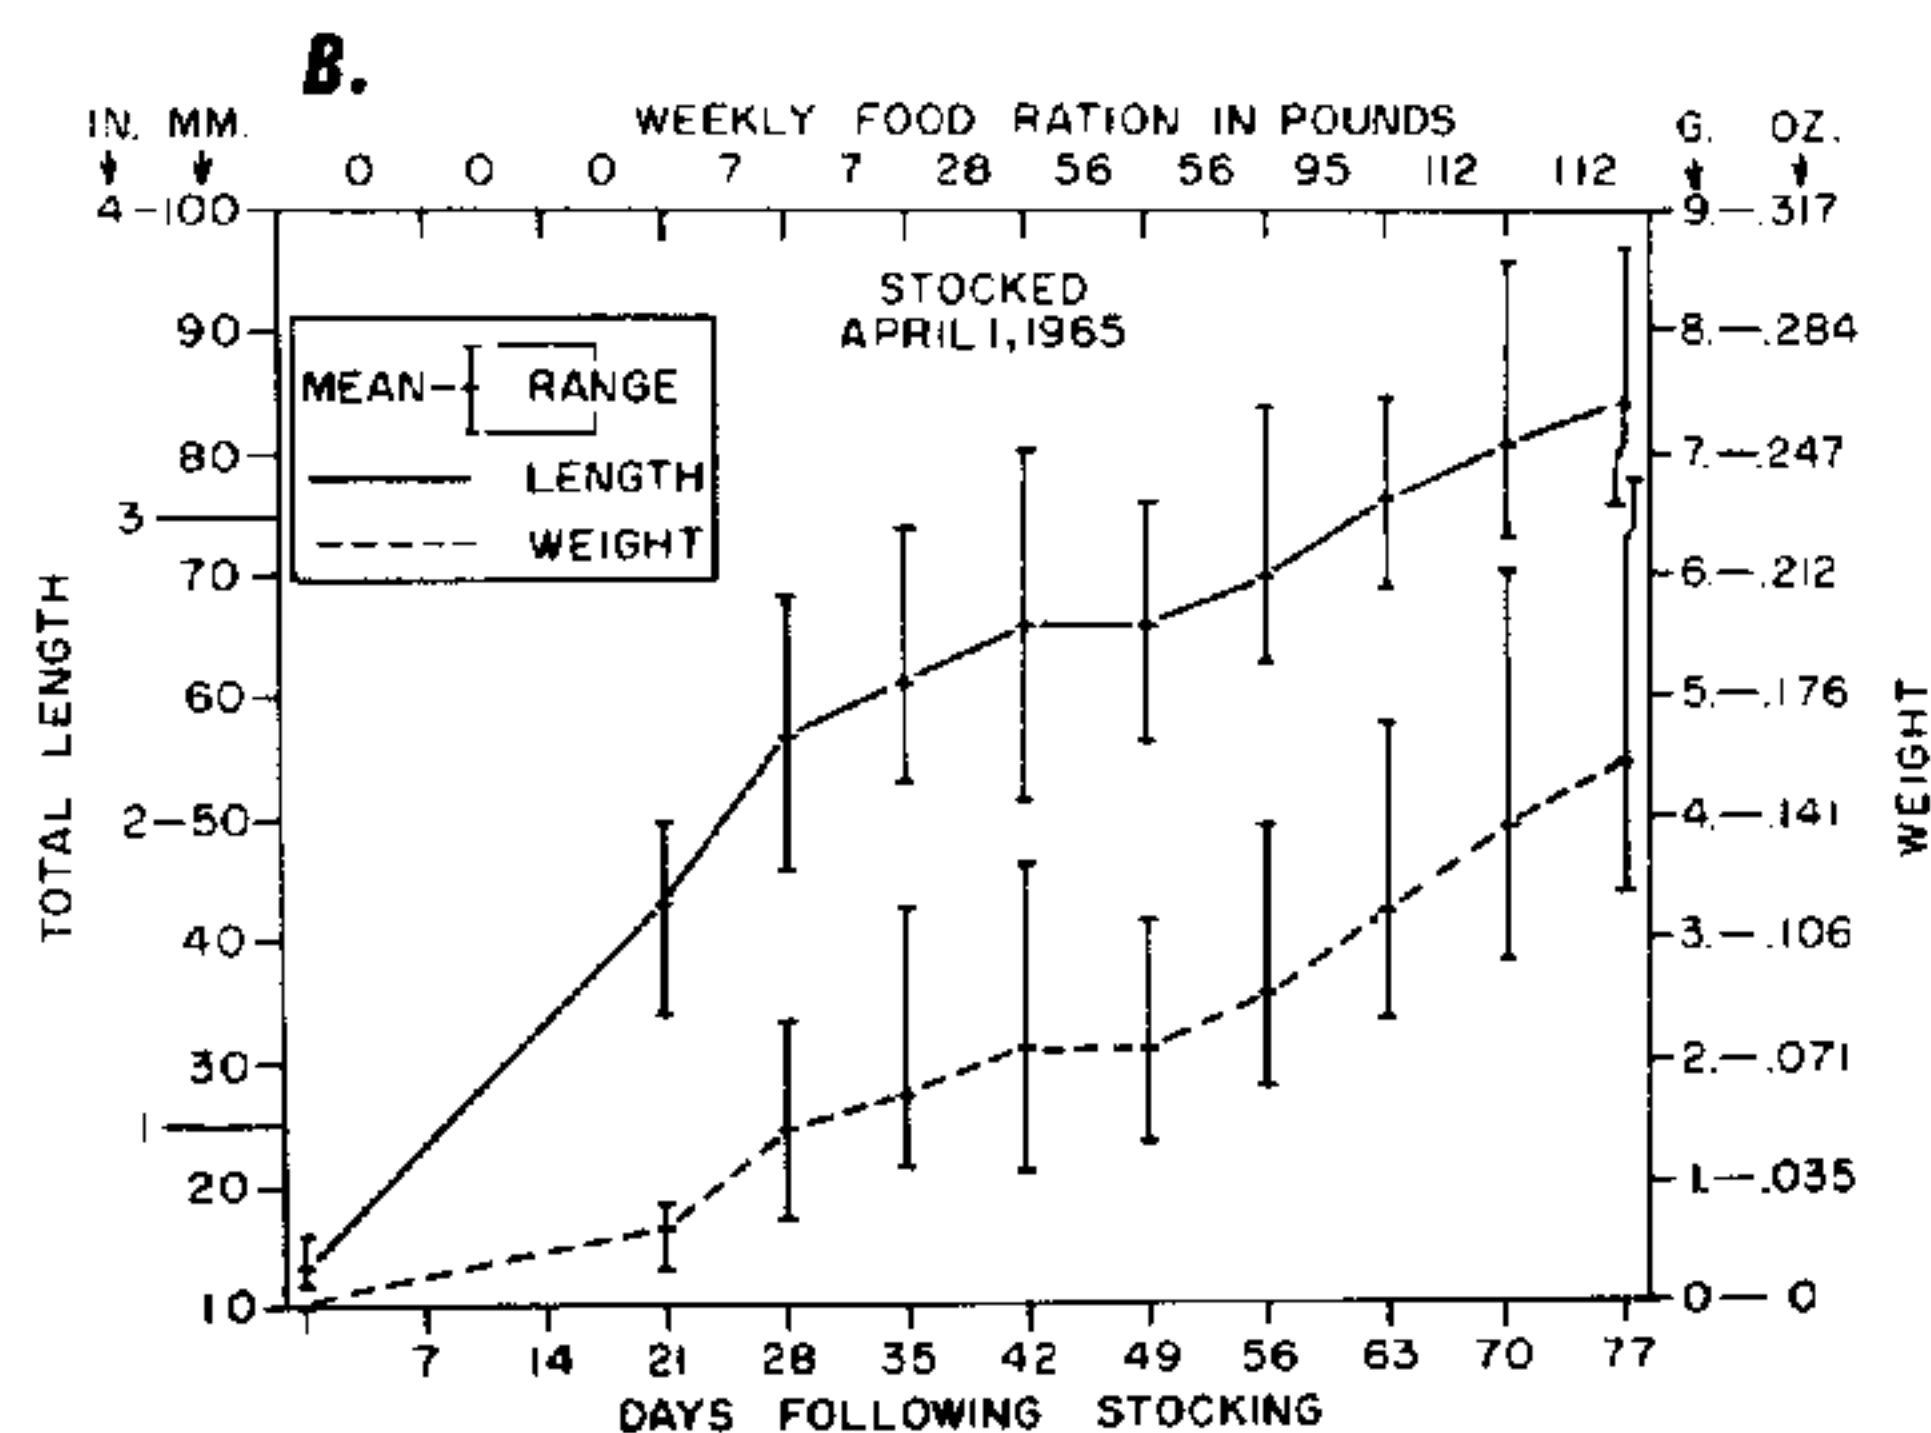 B.
IN. MM. WEEKLY FOOD RATION IN POUNDS G. OZ.
0 0 0 7 7 28 56 56 95 112 112
4 100 9. .317
STOCKED
APRIL 1, 1965
90 8. .284
MEAN RANGE
80 7. .247
LENGTH
3
WEIGHT
70 6. .212
60 5. .176
TOTAL LENGTH
WEIGHT
2 50 4. .141
40 3. .106
30 2. .071
1
20 1. .035
10 0 0
7 14 21 28 35 42 49 56 63 70 77
DAYS FOLLOWING STOCKING